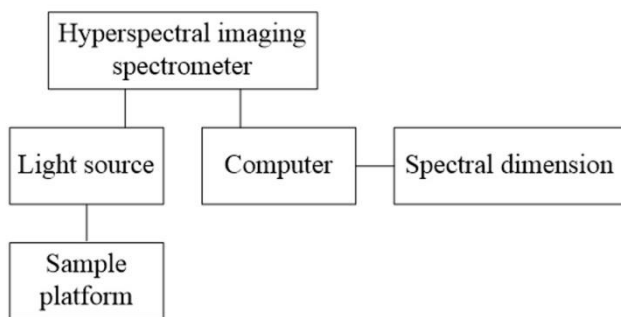 Hyperspectral imaging
spectrometer
Light source
Computer
Spectral dimension
Sample
platform